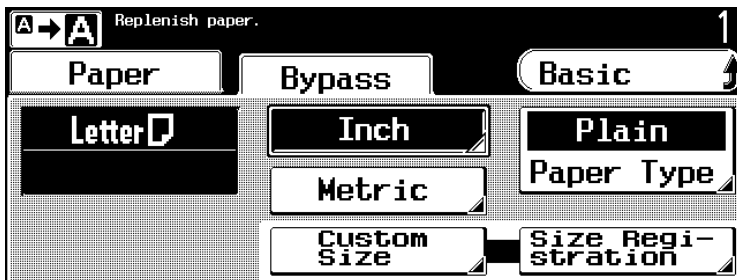 A→A Replenish paper. 1
Paper Bypass Basic
Letter Inch Plain
Paper Type
Metric
Custom
Size
Size Regi-
stration